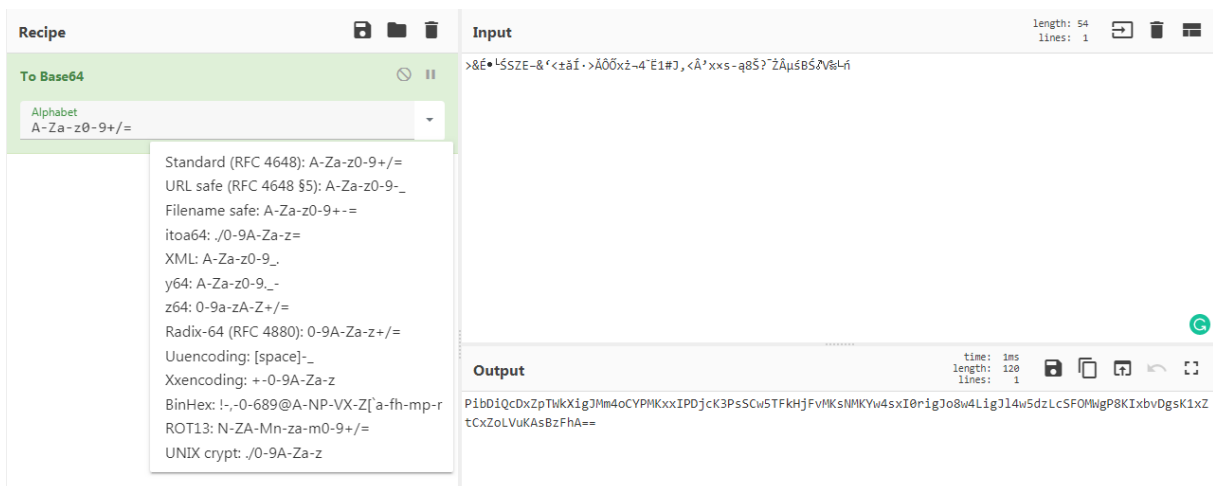 Recipe
To Base64
Alphabet
A-Za-z0-9+/=
Standard (RFC 4648): A-Za-z0-9+/=
URL safe (RFC 4648 §5): A-Za-z0-9-_
Filename safe: A-Za-z0-9+-=
itoa64: ./0-9A-Za-z=
XML: A-Za-z0-9_.
y64: A-Za-z0-9._-
z64: 0-9a-zA-Z+/=
Radix-64 (RFC 4880): 0-9A-Za-z+/=
Uuencoding: [space]-_
Xxencoding: +-0-9A-Za-z
BinHex: !-,-0-689@A-NP-VX-Z[`a-fh-mp-r
ROT13: N-ZA-Mn-za-m0-9+/=
UNIX crypt: ./0-9A-Za-z
Input
length: 54
lines: 1
Output
time: 1ms
length: 120
lines: 1
PibDiQcDxZpTWkXigJMm4oCYPMKxxIPDjcK3PsSCw5TFkHjFvMKsNMKYw4sxI0rigJo8w4LigJl4w5dzLcSFOMWgP8KIxbvDgsK1xZ
tCxZoLVuKAsBzFhA==